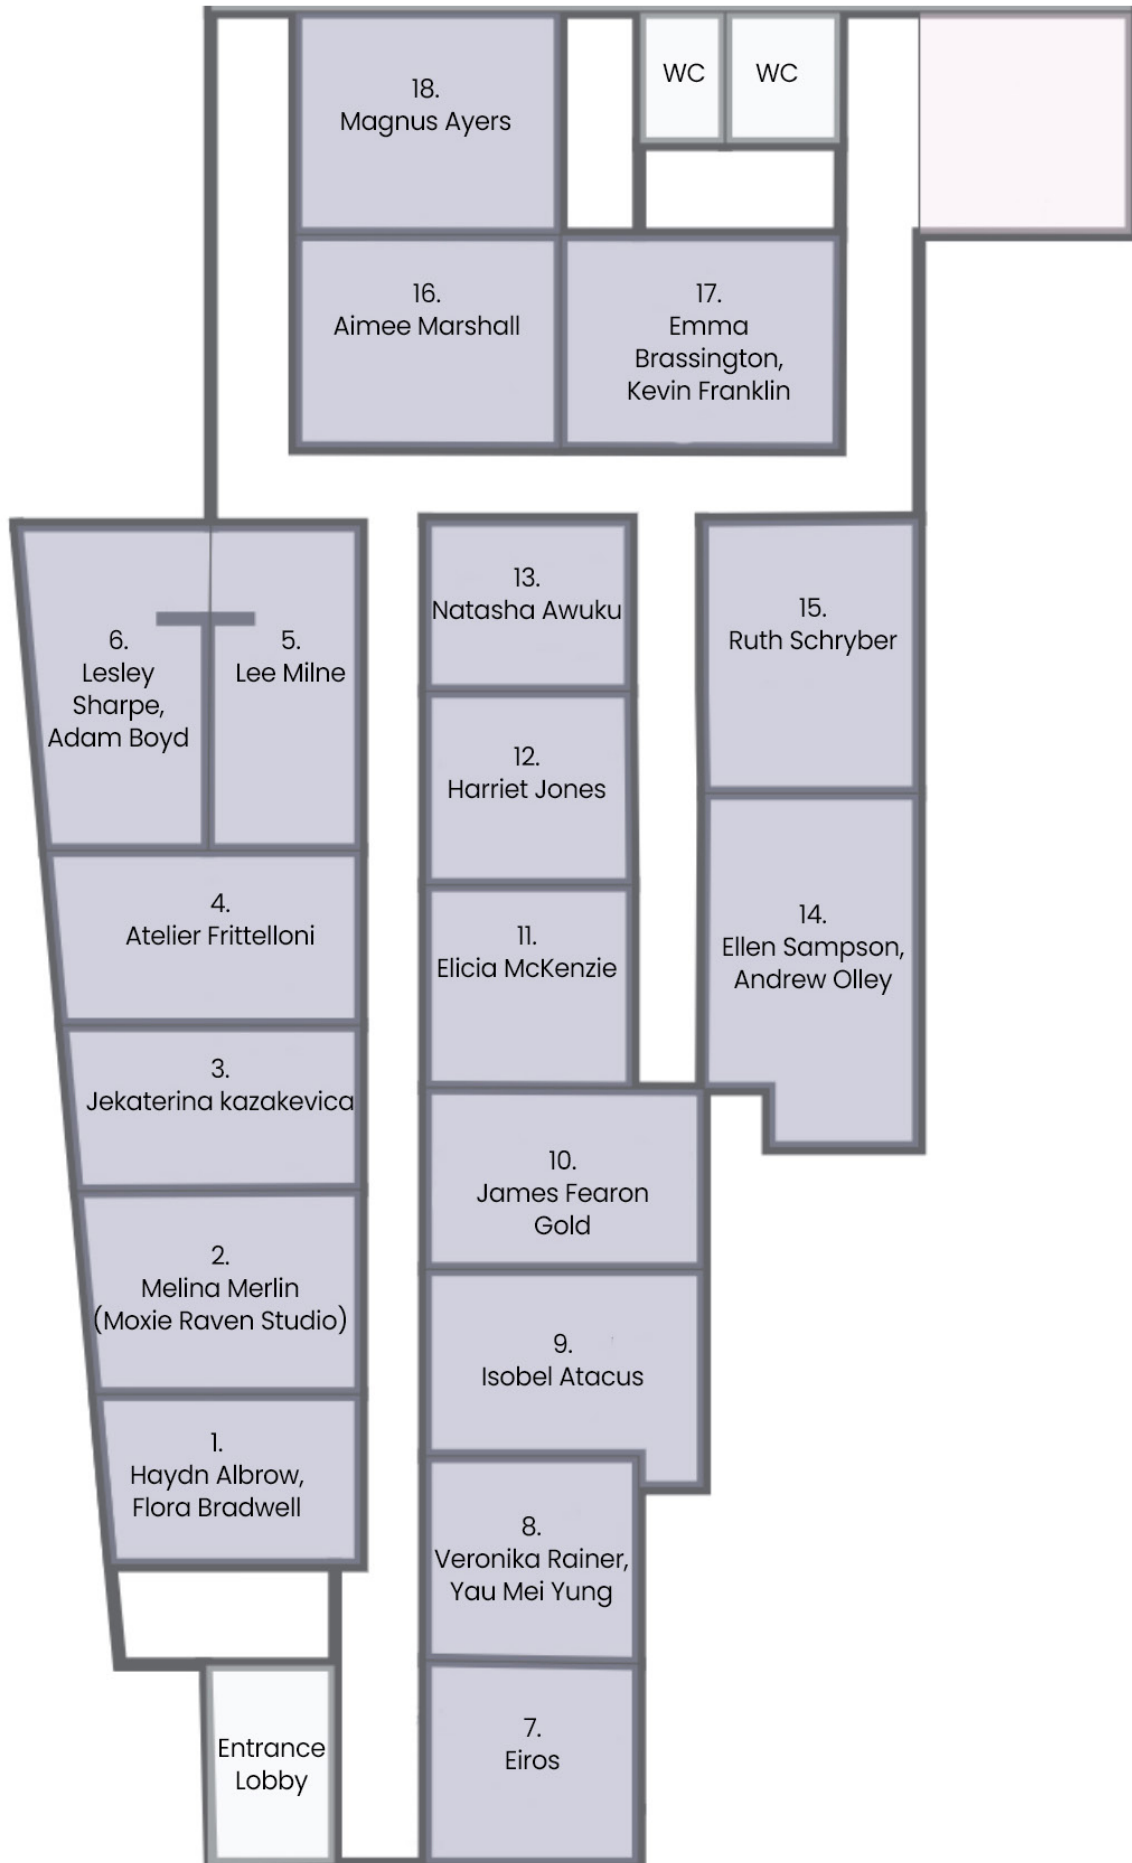 18.
Magnus Ayers
WC
WC
16.
Aimee Marshall
17.
Emma
Brassington,
Kevin Franklin
6.
Lesley
Sharpe,
Adam Boyd
5.
Lee Milne
13.
Natasha Awuku
15.
Ruth Schryber
12.
Harriet Jones
4.
Atelier Frittelloni
11.
Elicia McKenzie
14.
Ellen Sampson,
Andrew Olley
3.
Jekaterina kazakevica
10.
James Fearon
Gold
2.
Melina Merlin
(Moxie Raven Studio)
9.
Isobel Atacus
1.
Haydn Albrow,
Flora Bradwell
8.
Veronika Rainer,
Yau Mei Yung
Entrance
Lobby
7.
Eiros